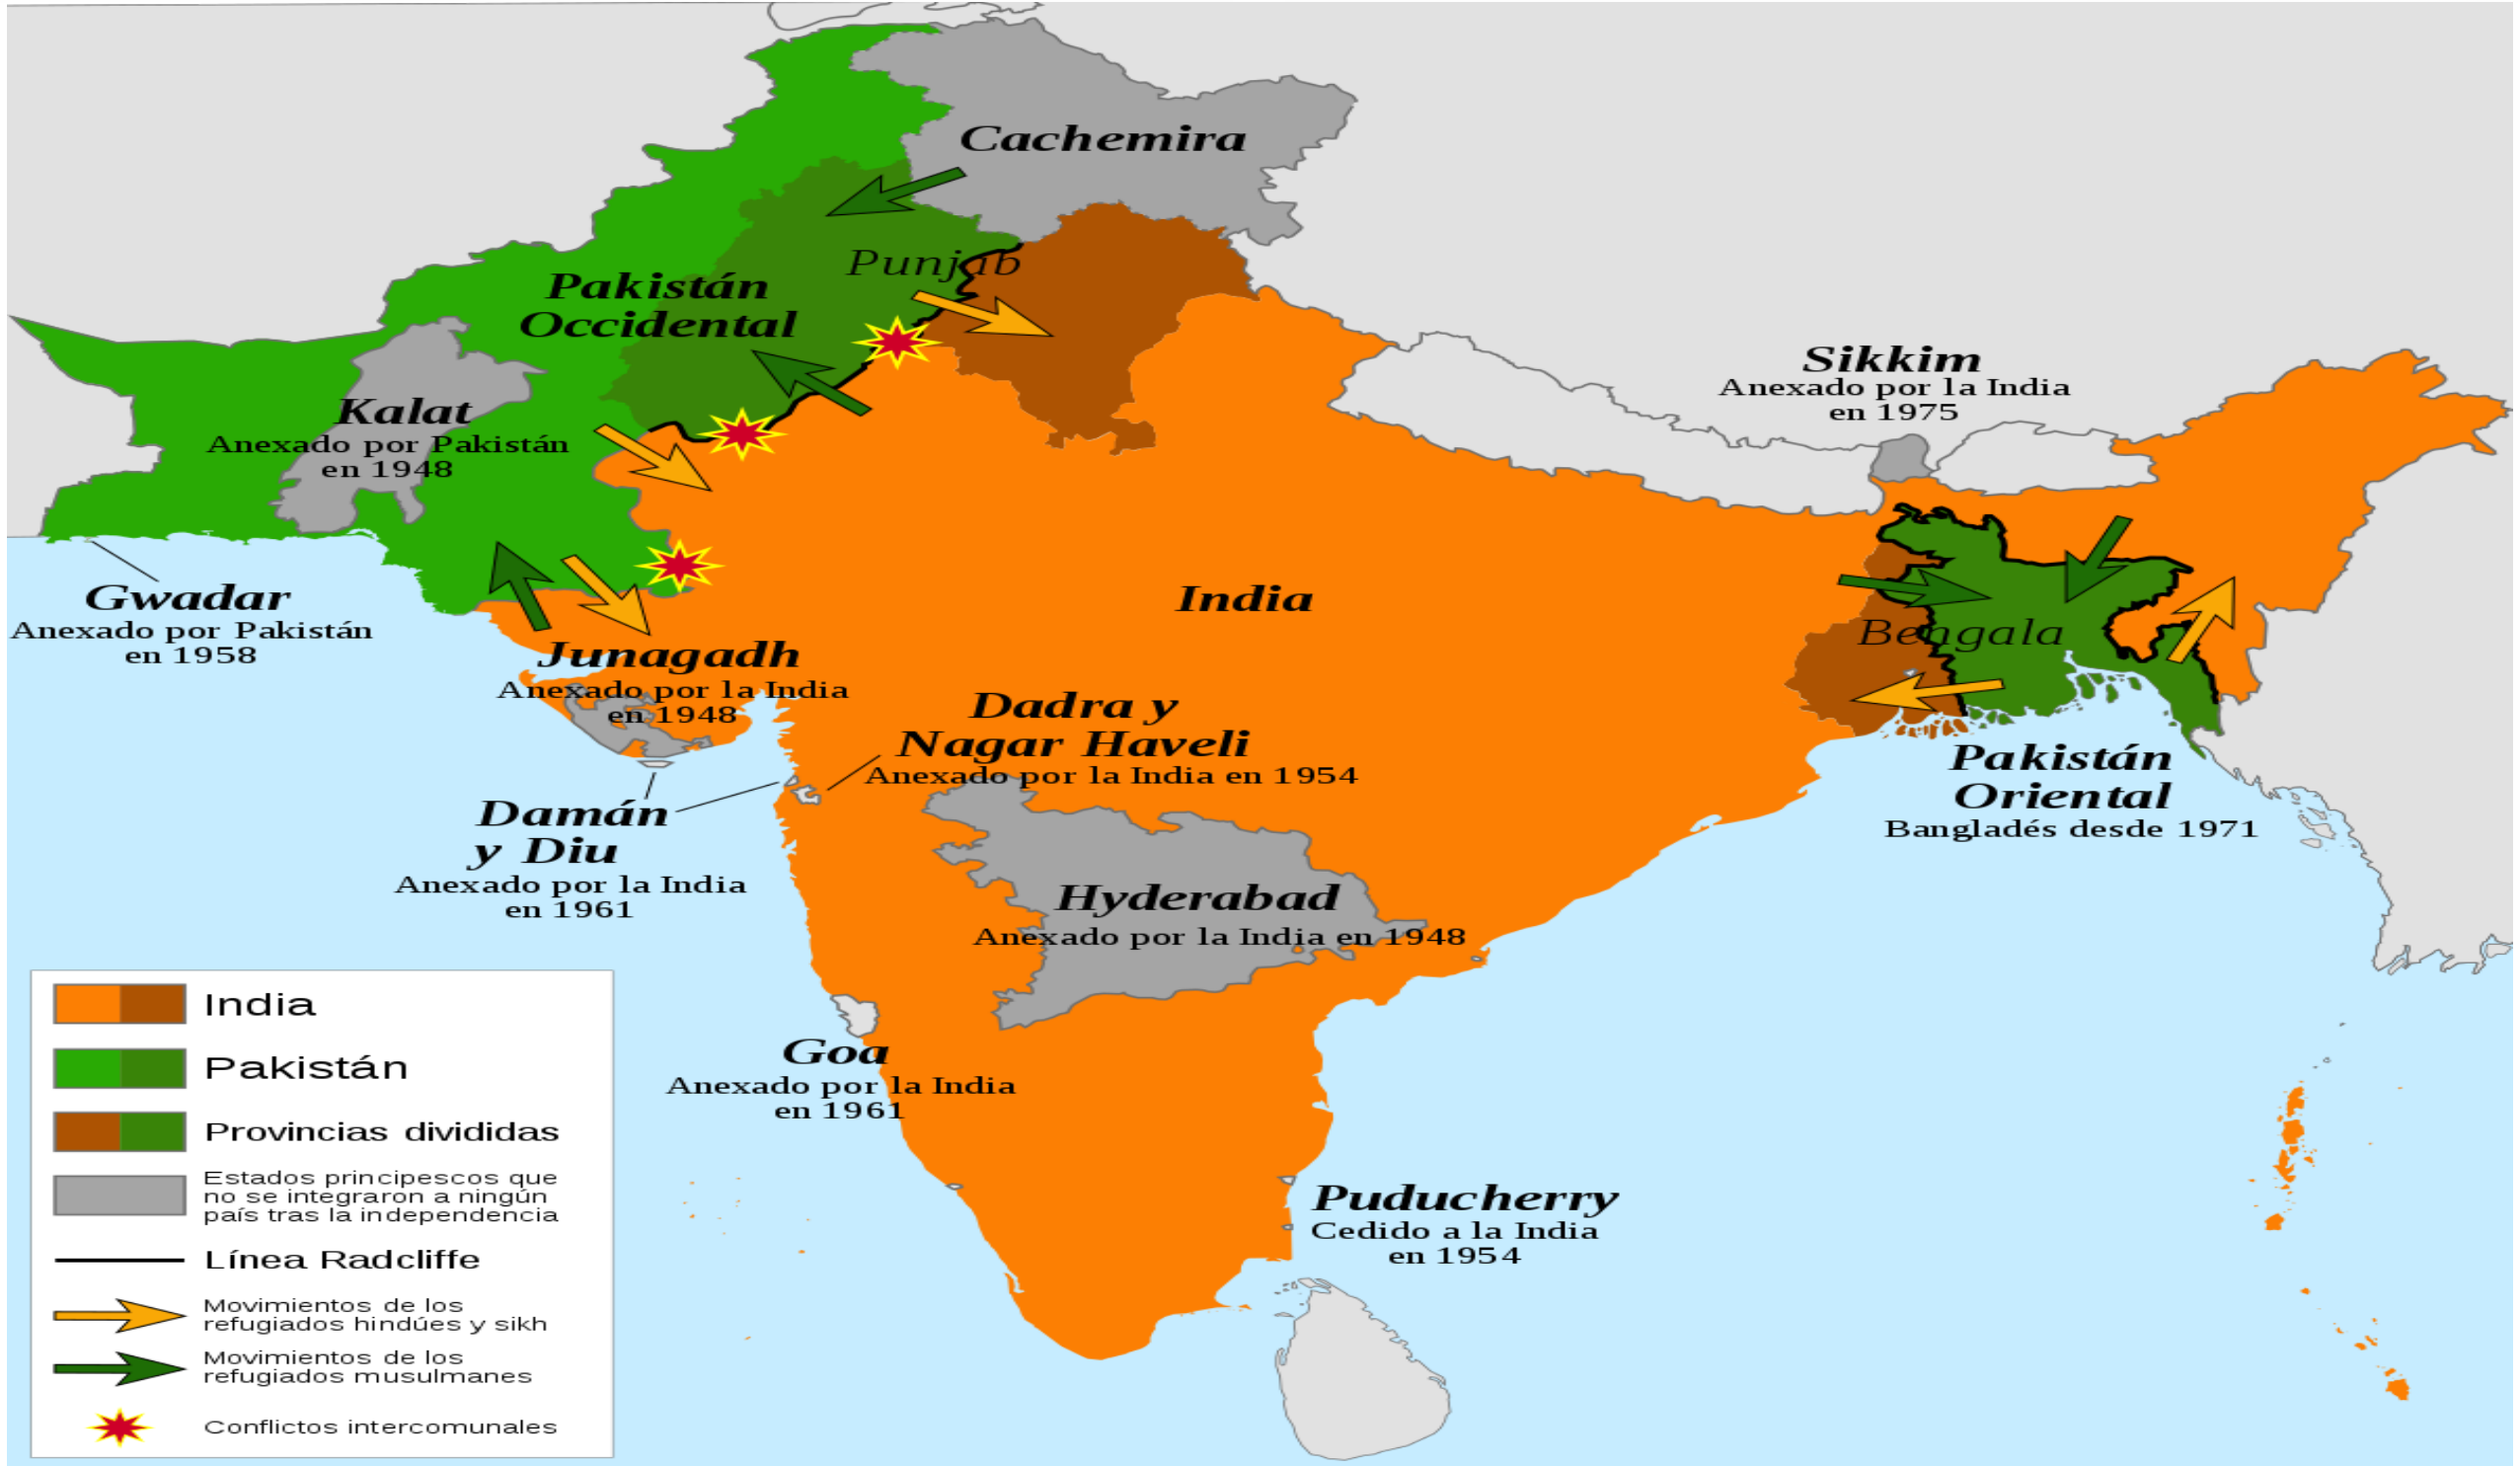 Cachemira
Punjab
Pakistán
Occidental
Kalat
Anexado por Pakistán
en 1948
Sikkim
Anexado por la India
en 1975
Gwadar
Anexado por Pakistán
en 1958
India
Bengala
Junagadh
Anexado por la India
en 1948
Dadra y
Nagar Haveli
Anexado por la India en 1954
Pakistán
Oriental
Bangladés desde 1971
Damán
y Diu
Anexado por la India
en 1961
Hyderabad
Anexado por la India en 1948
Goa
Anexado por la India
en 1961
Puducherry
Cedido a la India
en 1954
India
Pakistán
Provincias divididas
Estados principescos que
no se integraron a ningún
país tras la independencia
Línea Radcliffe
Movimientos de los
refugiados hindúes y sikh
Movimientos de los
refugiados musulmanes
Conflictos intercomunales